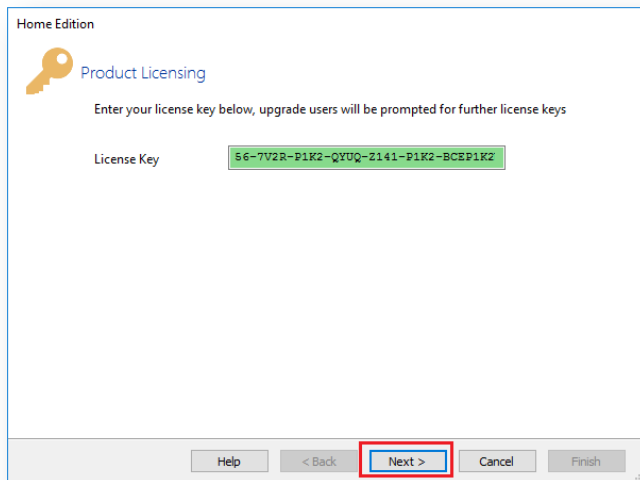 Home Edition
Product Licensing
Enter your license key below, upgrade users will be prompted for further license keys
License Key
56-7V2R-P1K2-QYUQ-Z141-P1K2-BCEP1K2
Help
< Back
Next >
Cancel
Finish